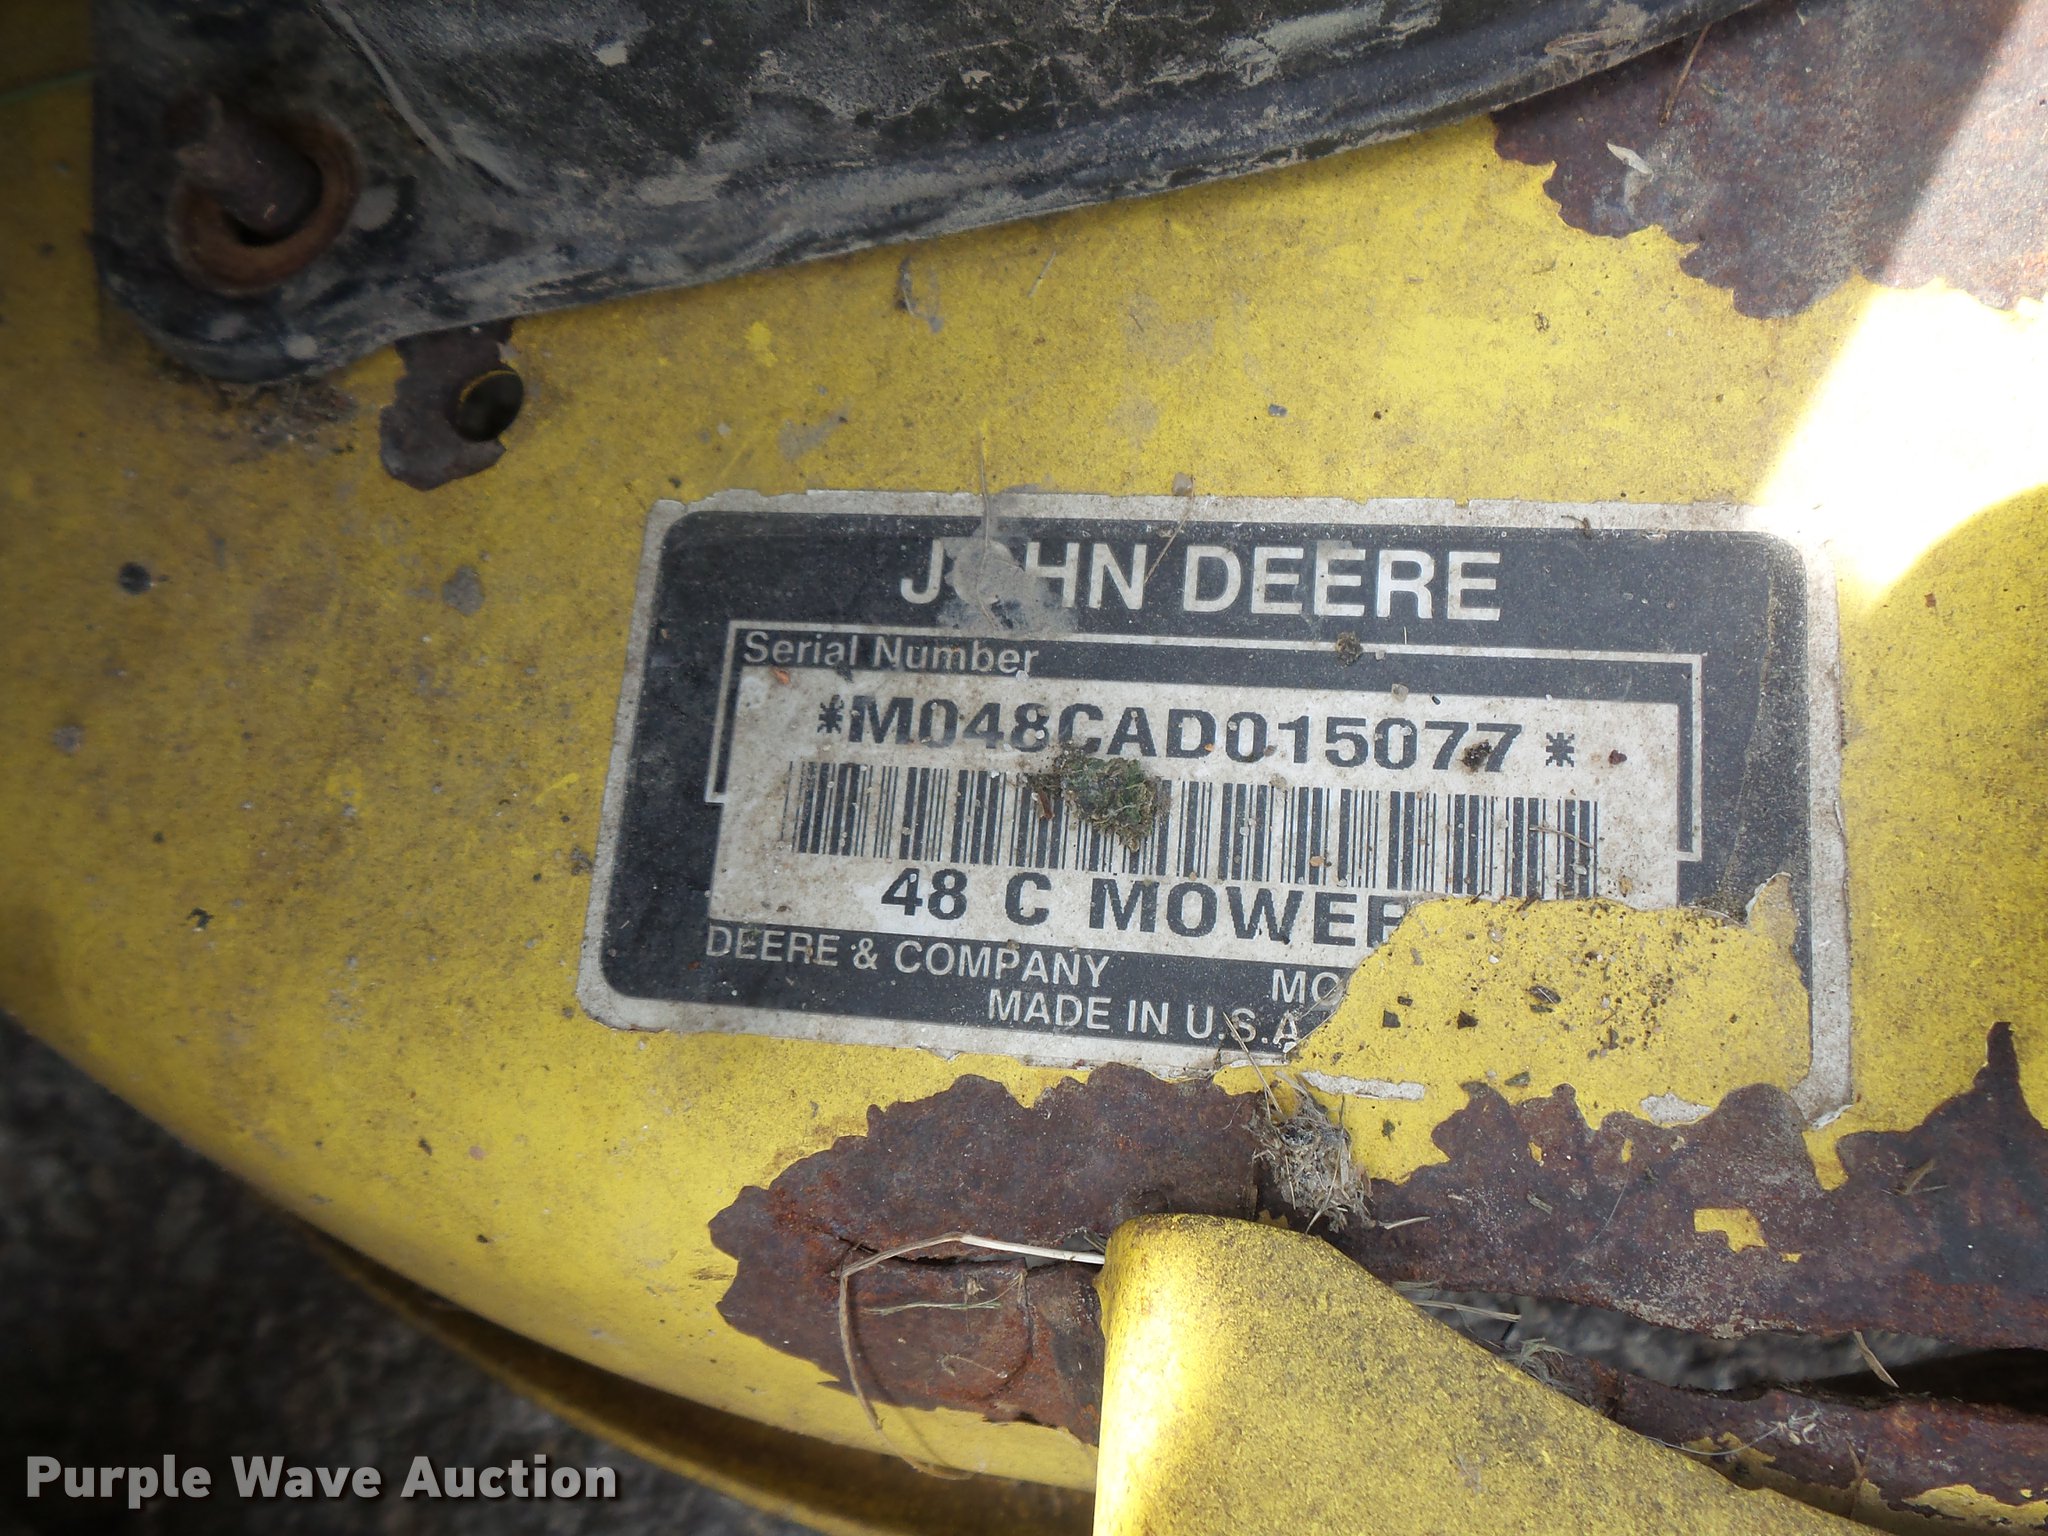 JOHN DEERE
Serial Number
*M048CAD015077*
48 C MOWER
DEERE & COMPANY
MADE IN U.S.A
Purple Wave Auction